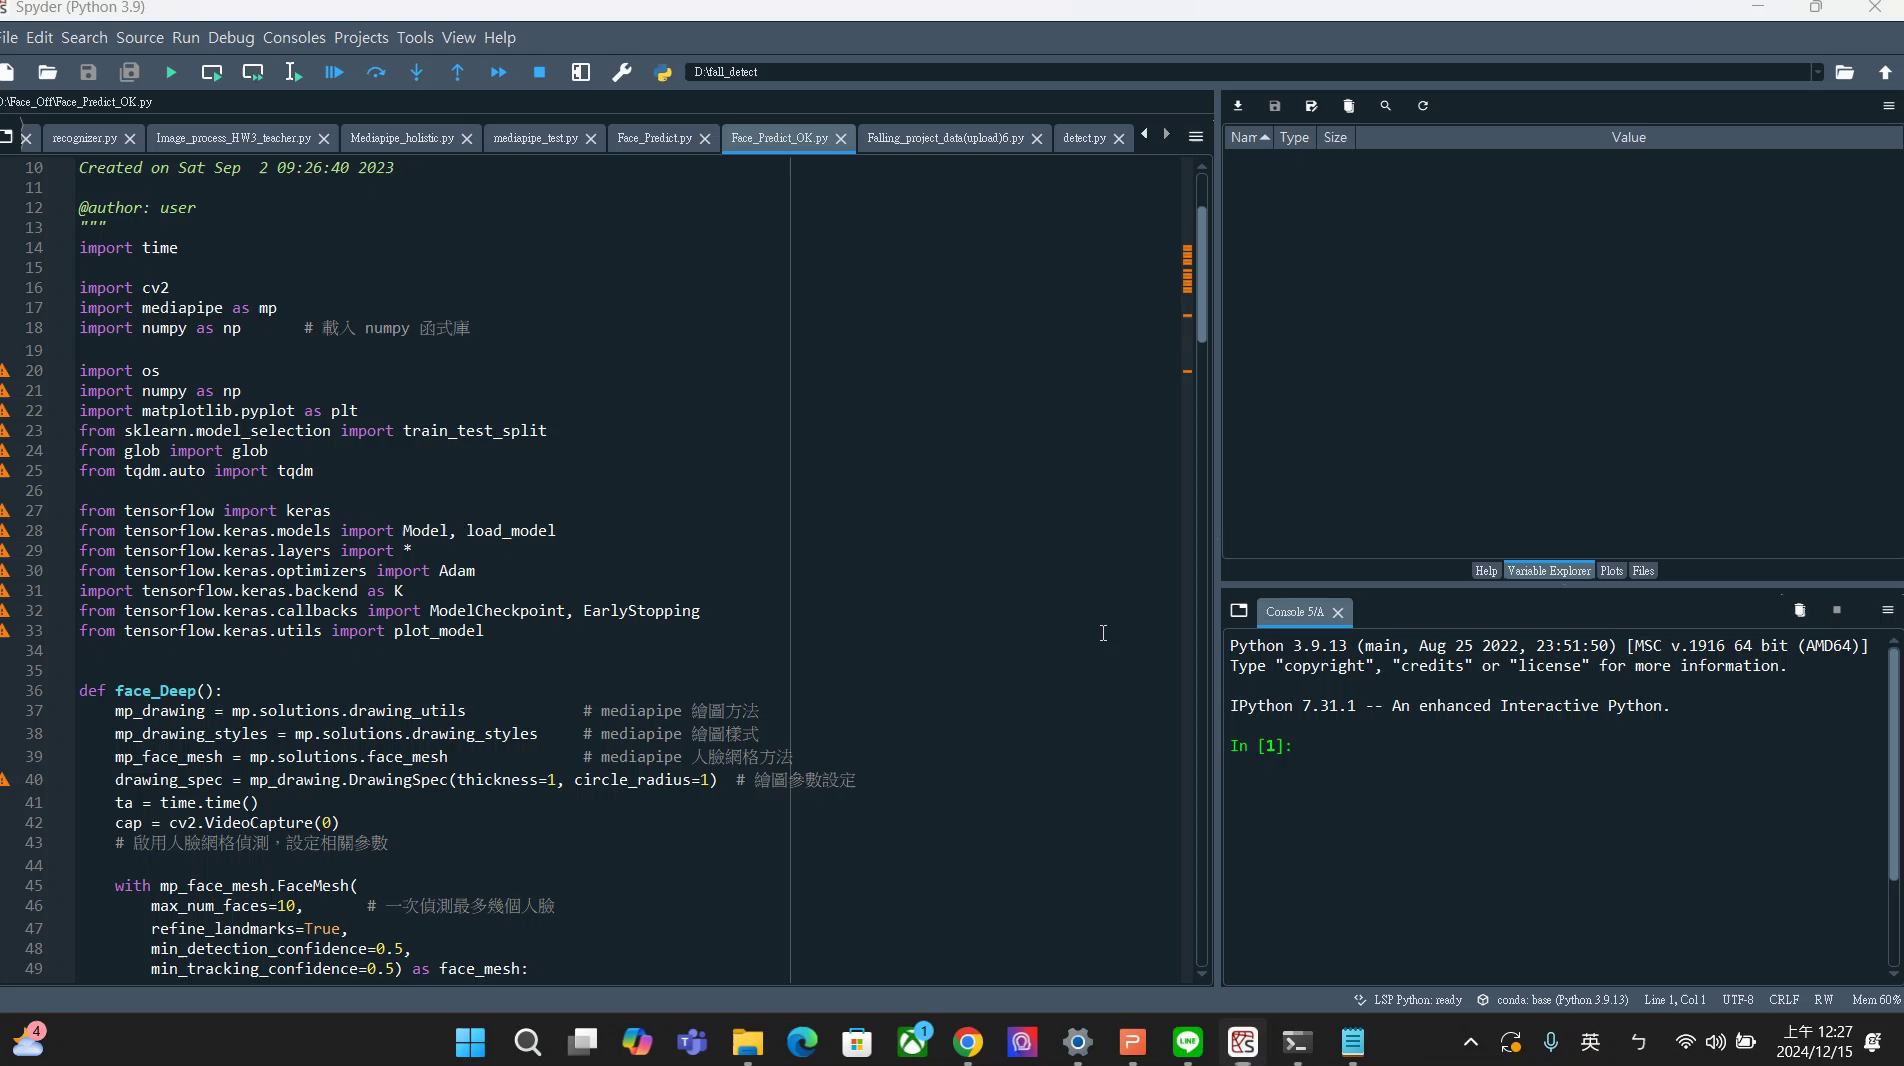 Spyder (Python 3.9)
File Edit Search Source Run Debug Consoles Projects Tools View Help
D:\fall_detect
D:\Face_Off\Face_Predict_OK.py
recognizer.py
Image_process_HW3_teacher.py
Mediapipe_holistic.py
mediapipe_test.py
Face_Predict.py
Face_Predict_OK.py
Falling_project_data(upload)6.py
detect.py
10 Created on Sat Sep  2 09:26:40 2023
11
12 @author: user
13 """
14 import time
15
16 import cv2
17 import mediapipe as mp
18 import numpy as np       # 載入 numpy 函式庫
19
20 import os
21 import numpy as np
22 import matplotlib.pyplot as plt
23 from sklearn.model_selection import train_test_split
24 from glob import glob
25 from tqdm.auto import tqdm
26
27 from tensorflow import keras
28 from tensorflow.keras.models import Model, load_model
29 from tensorflow.keras.layers import *
30 from tensorflow.keras.optimizers import Adam
31 import tensorflow.keras.backend as K
32 from tensorflow.keras.callbacks import ModelCheckpoint, EarlyStopping
33 from tensorflow.keras.utils import plot_model
34
35
36 def face_Deep():
37     mp_drawing = mp.solutions.drawing_utils             # mediapipe 繪圖方法
38     mp_drawing_styles = mp.solutions.drawing_styles     # mediapipe 繪圖樣式
39     mp_face_mesh = mp.solutions.face_mesh               # mediapipe 人臉網格方法
40     drawing_spec = mp_drawing.DrawingSpec(thickness=1, circle_radius=1)  # 繪圖參數設定
41     ta = time.time()
42     cap = cv2.VideoCapture(0)
43     # 啟用人臉網格偵測，設定相關參數
44
45     with mp_face_mesh.FaceMesh(
46         max_num_faces=10,       # 一次偵測最多幾個人臉
47         refine_landmarks=True,
48         min_detection_confidence=0.5,
49         min_tracking_confidence=0.5) as face_mesh:
Nam Type Size Value
Help Variable Explorer Plots Files
Console 5/A
Python 3.9.13 (main, Aug 25 2022, 23:51:50) [MSC v.1916 64 bit (AMD64)]
Type "copyright", "credits" or "license" for more information.
IPython 7.31.1 -- An enhanced Interactive Python.
In [1]:
LSP Python: ready conda: base (Python 3.9.13) Line 1, Col 1 UTF-8 CRLF RW Mem 60%
4
1
LINE
英
ㄅ
上午 12:27
2024/12/15